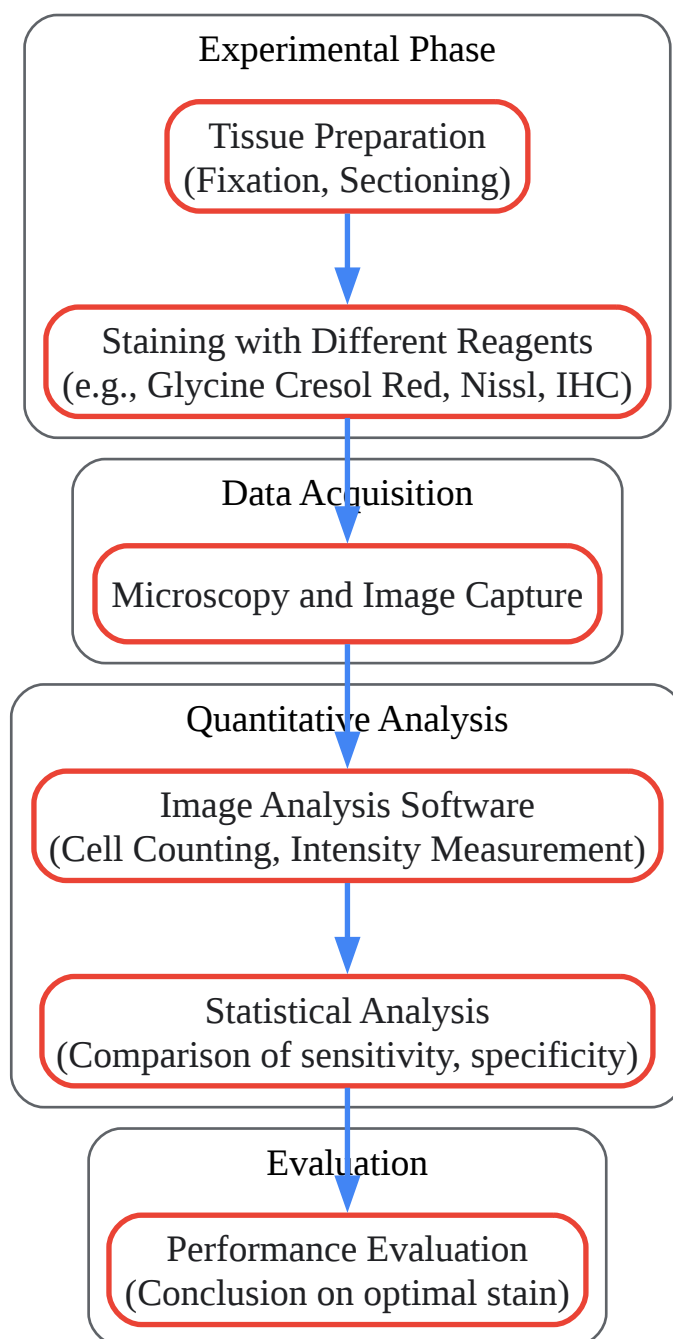 Experimental Phase
Tissue Preparation
(Fixation, Sectioning)
Staining with Different Reagents
(e.g., Glycine Cresol Red, Nissl, IHC)
Data Acquisition
Microscopy and Image Capture
Quantitative Analysis
Image Analysis Software
(Cell Counting, Intensity Measurement)
Statistical Analysis
(Comparison of sensitivity, specificity)
Evaluation
Performance Evaluation
(Conclusion on optimal stain)